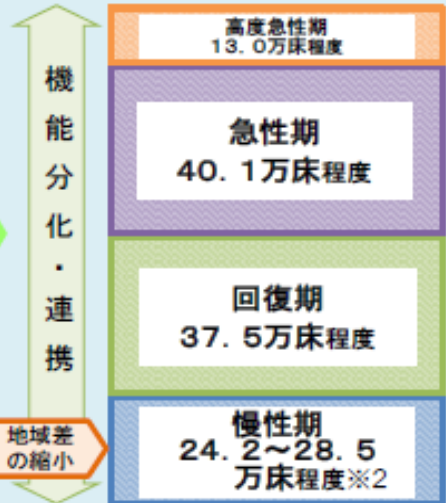 機能分化・連携
高度急性期
13.0万床程度
急性期
40.1万床程度
回復期
37.5万床程度
地域差
の縮小
慢性期
24.2～28.5
万床程度※2